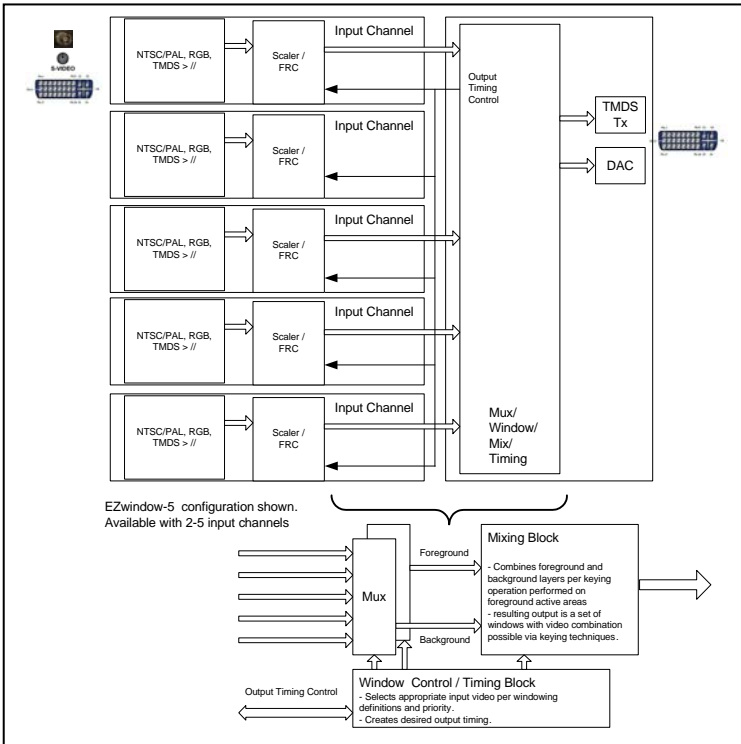 Input Channel
NTSC/PAL, RGB,
TMDS > //
Scaler /
FRC
S-VIDEO
Output
Timing
Control
TMDS
Tx
DAC
Input Channel
NTSC/PAL, RGB,
TMDS > //
Scaler /
FRC
Input Channel
NTSC/PAL, RGB,
TMDS > //
Scaler /
FRC
Input Channel
NTSC/PAL, RGB,
TMDS > //
Scaler /
FRC
Input Channel
NTSC/PAL, RGB,
TMDS > //
Scaler /
FRC
Mux/
Window/
Mix/
Timing
EZwindow-5 configuration shown.
Available with 2-5 input channels
Mux
Foreground
Background
Mixing Block
- Combines foreground and
background layers per keying
operation performed on
foreground active areas
- resulting output is a set of
windows with video combination
possible via keying techniques.
Output Timing Control
Window Control / Timing Block
- Selects appropriate input video per windowing
definitions and priority.
- Creates desired output timing.